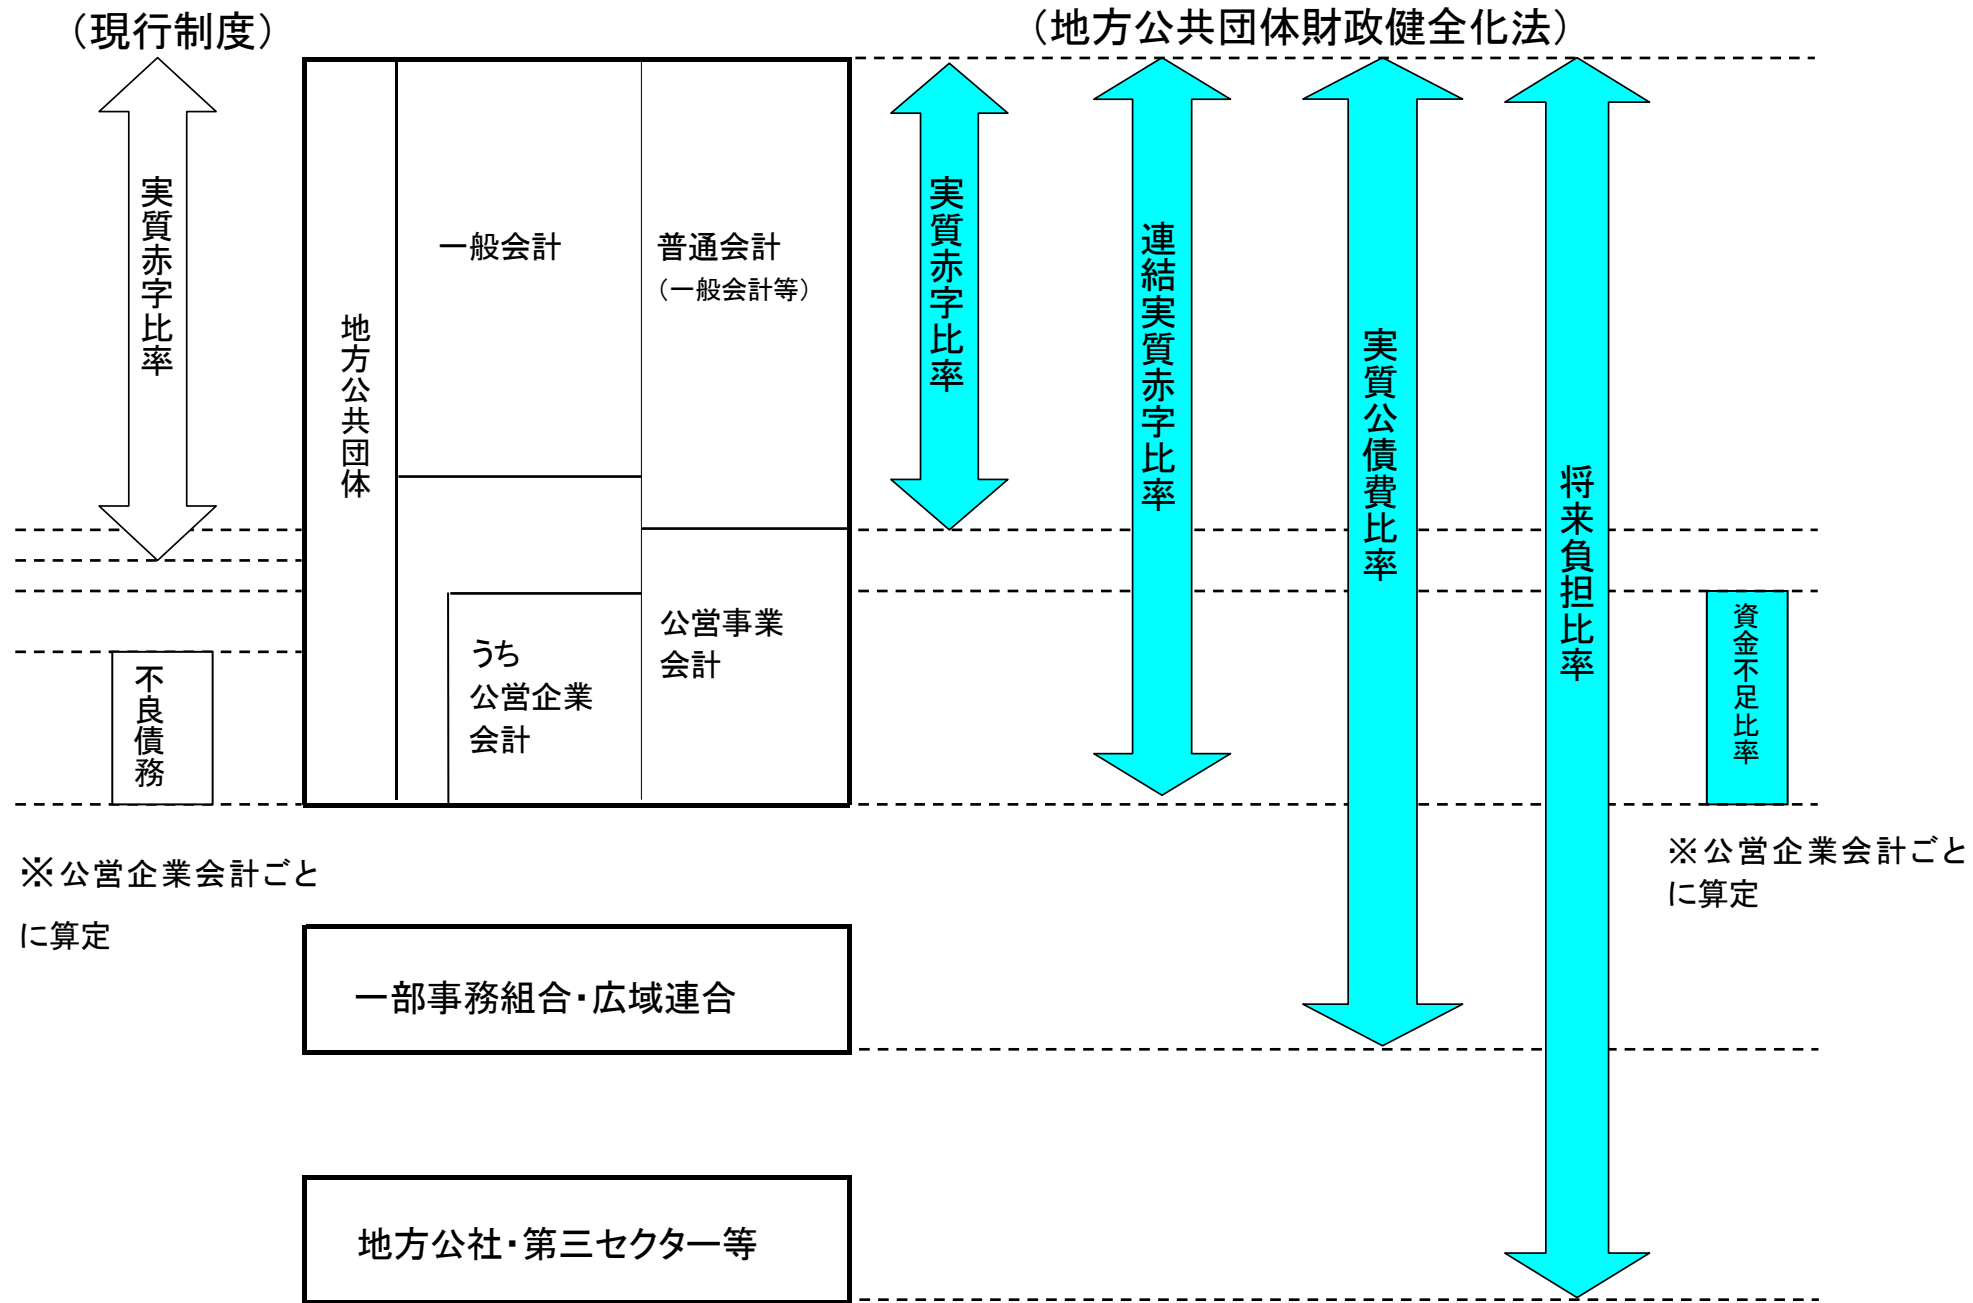 （現行制度）
（地方公共団体財政健全化法）
実質赤字比率
地方公共団体
一般会計
普通会計
（一般会計等）
実質赤字比率
連結実質赤字比率
実質公債費比率
将来負担比率
うち
公営企業
会計
公営事業
会計
不良債務
資金不足比率
※公営企業会計ごと
に算定
※公営企業会計ごと
に算定
一部事務組合・広域連合
地方公社・第三セクター等